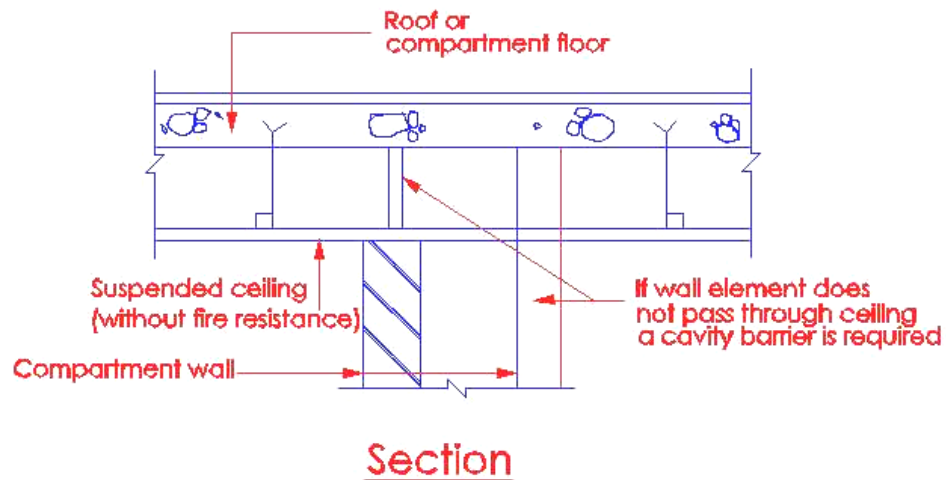 Roof or
compartment floor
Suspended ceiling
(without fire resistance)
If wall element does
not pass through ceiling
a cavity barrier is required
Compartment wall
Section